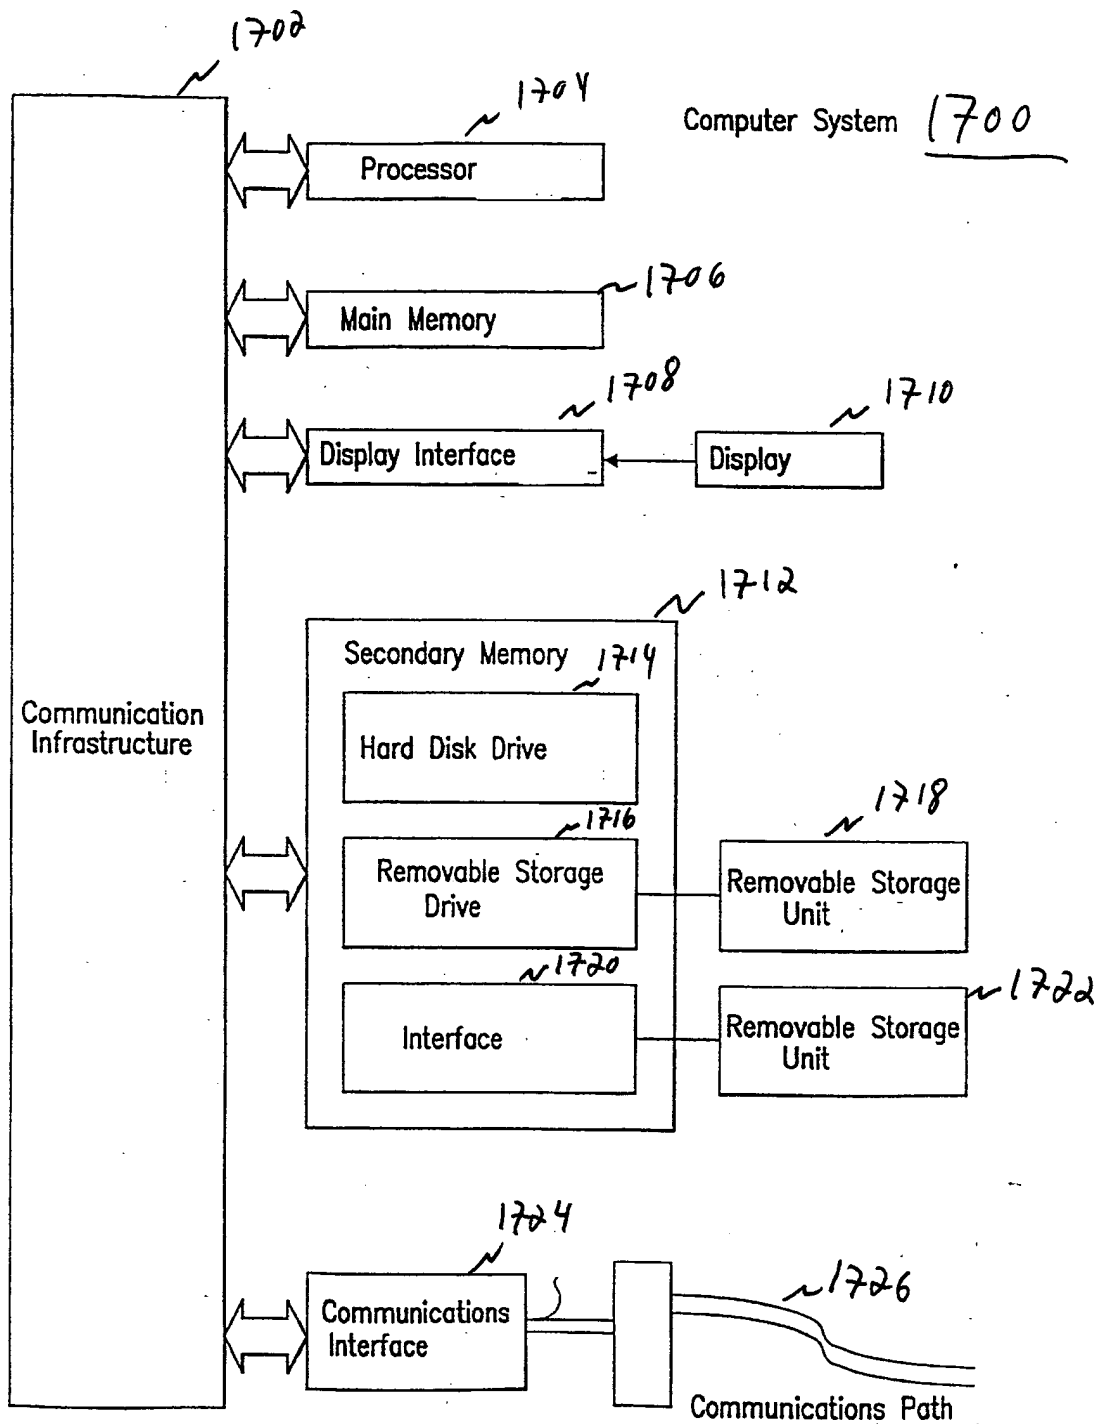 1702
1704
Computer System 1700
Processor
1706
Main Memory
1708
1710
Display Interface
Display
1712
Secondary Memory
1714
Communication
Infrastructure
Hard Disk Drive
1716
1718
Removable Storage
Drive
Removable Storage
Unit
1720
1722
Interface
Removable Storage
Unit
1724
1726
Communications
Interface
Communications Path